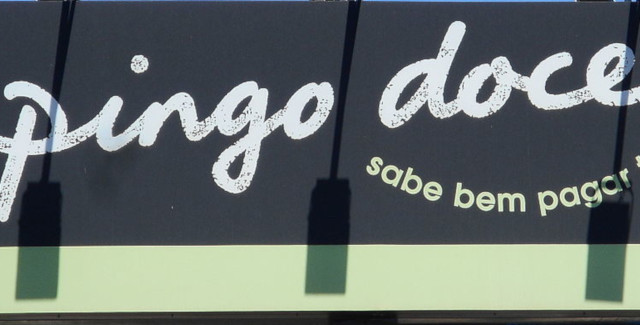 pingo doce
sabe bem pagar